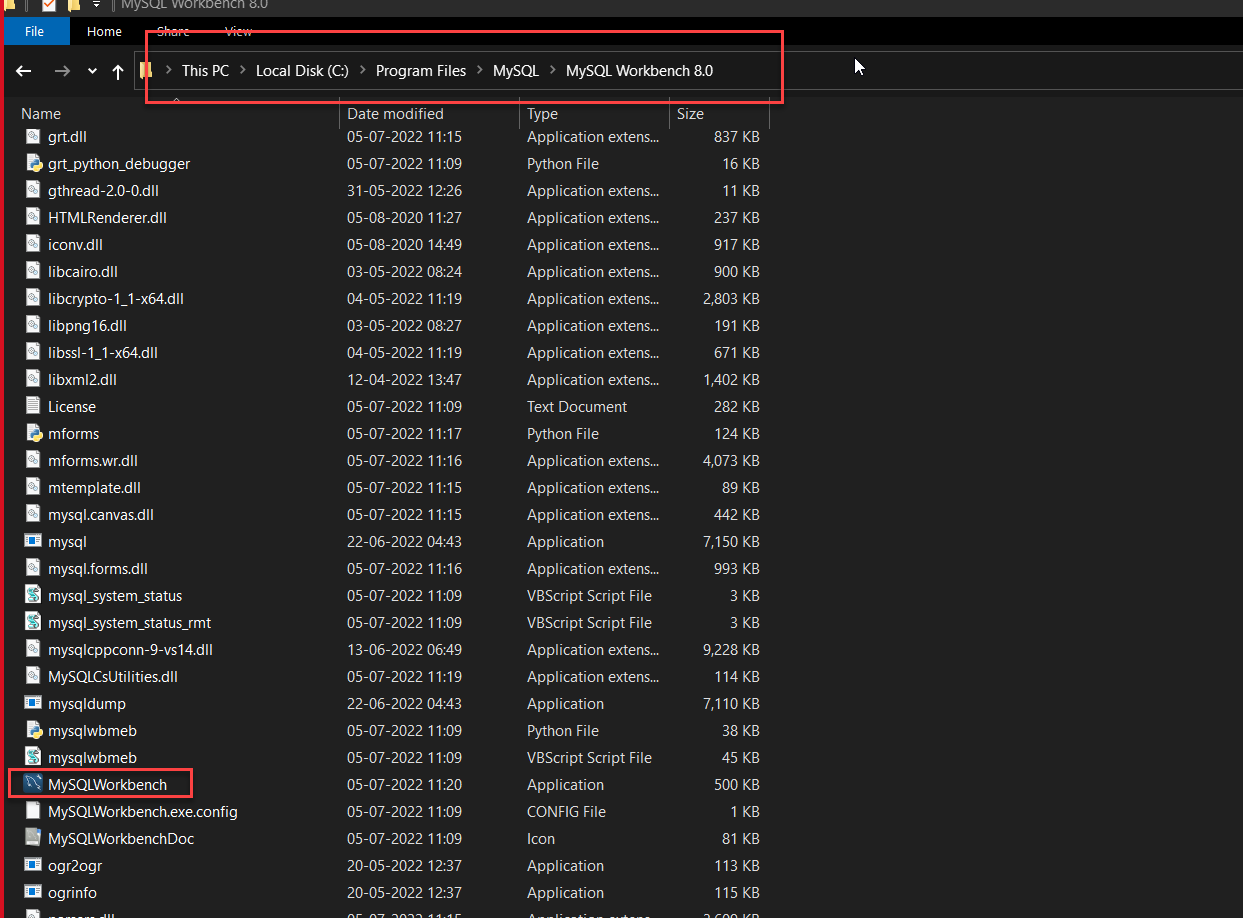 MySQL Workbench 8.0
File Home Share View
This PC > Local Disk (C:) > Program Files > MySQL > MySQL Workbench 8.0
Name Date modified Type Size
grt.dll 05-07-2022 11:15 Application extens... 837 KB
grt_python_debugger 05-07-2022 11:09 Python File 16 KB
gthread-2.0-0.dll 31-05-2022 12:26 Application extens... 11 KB
HTMLRenderer.dll 05-08-2020 11:27 Application extens... 237 KB
iconv.dll 05-08-2020 14:49 Application extens... 917 KB
libcairo.dll 03-05-2022 08:24 Application extens... 900 KB
libcrypto-1_1-x64.dll 04-05-2022 11:19 Application extens... 2,803 KB
libpng16.dll 03-05-2022 08:27 Application extens... 191 KB
libssl-1_1-x64.dll 04-05-2022 11:19 Application extens... 671 KB
libxml2.dll 12-04-2022 13:47 Application extens... 1,402 KB
License 05-07-2022 11:09 Text Document 282 KB
mforms 05-07-2022 11:17 Python File 124 KB
mforms.wr.dll 05-07-2022 11:16 Application extens... 4,073 KB
mtemplate.dll 05-07-2022 11:15 Application extens... 89 KB
mysql.canvas.dll 05-07-2022 11:15 Application extens... 442 KB
mysql 22-06-2022 04:43 Application 7,150 KB
mysql.forms.dll 05-07-2022 11:16 Application extens... 993 KB
mysql_system_status 05-07-2022 11:09 VBScript Script File 3 KB
mysql_system_status_rmt 05-07-2022 11:09 VBScript Script File 3 KB
mysqlcppconn-9-vs14.dll 13-06-2022 06:49 Application extens... 9,228 KB
MySQLCsUtilities.dll 05-07-2022 11:19 Application extens... 114 KB
mysqldump 22-06-2022 04:43 Application 7,110 KB
mysqlwbmeb 05-07-2022 11:09 Python File 38 KB
mysqlwbmeb 05-07-2022 11:09 VBScript Script File 45 KB
MySQLWorkbench 05-07-2022 11:20 Application 500 KB
MySQLWorkbench.exe.config 05-07-2022 11:09 CONFIG File 1 KB
MySQLWorkbenchDoc 05-07-2022 11:09 Icon 81 KB
ogr2ogr 20-05-2022 12:37 Application 113 KB
ogrinfo 20-05-2022 12:37 Application 115 KB